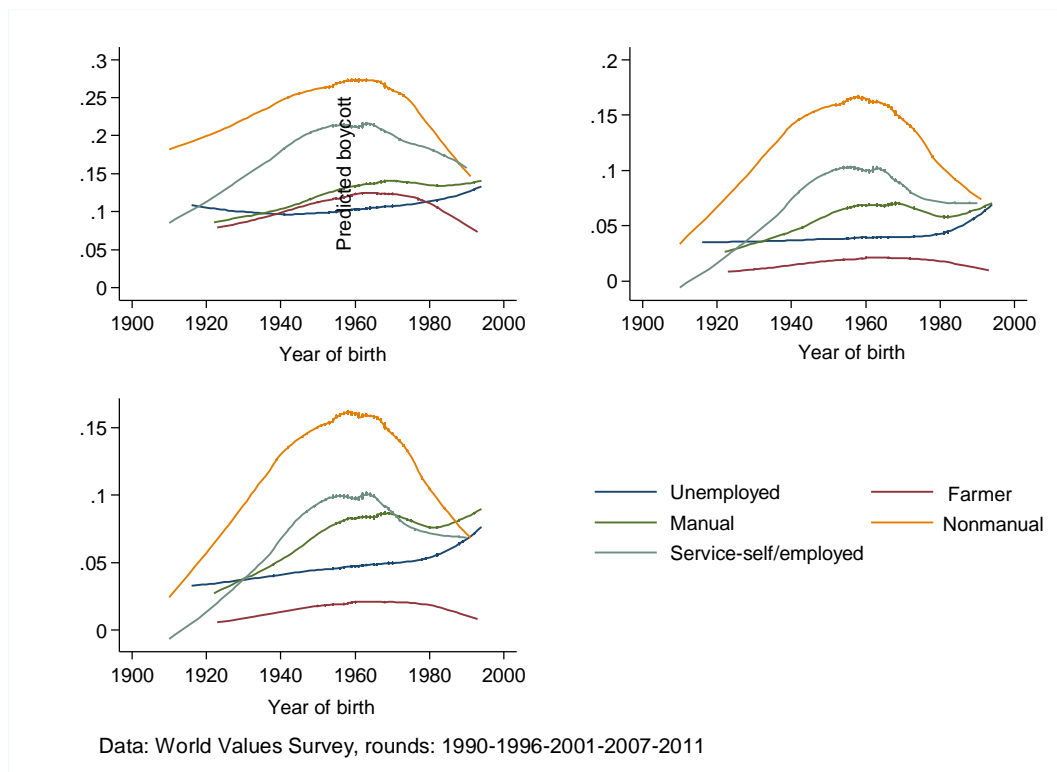 .3
.25
.2
.15
.1
.05
0
Predicted boycott
1900 1920 1940 1960 1980 2000
Year of birth
.2
.15
.1
.05
0
1900 1920 1940 1960 1980 2000
Year of birth
.15
.1
.05
0
1900 1920 1940 1960 1980 2000
Year of birth
Unemployed Farmer
Manual Nonmanual
Service-self/employed
Data: World Values Survey, rounds: 1990-1996-2001-2007-2011